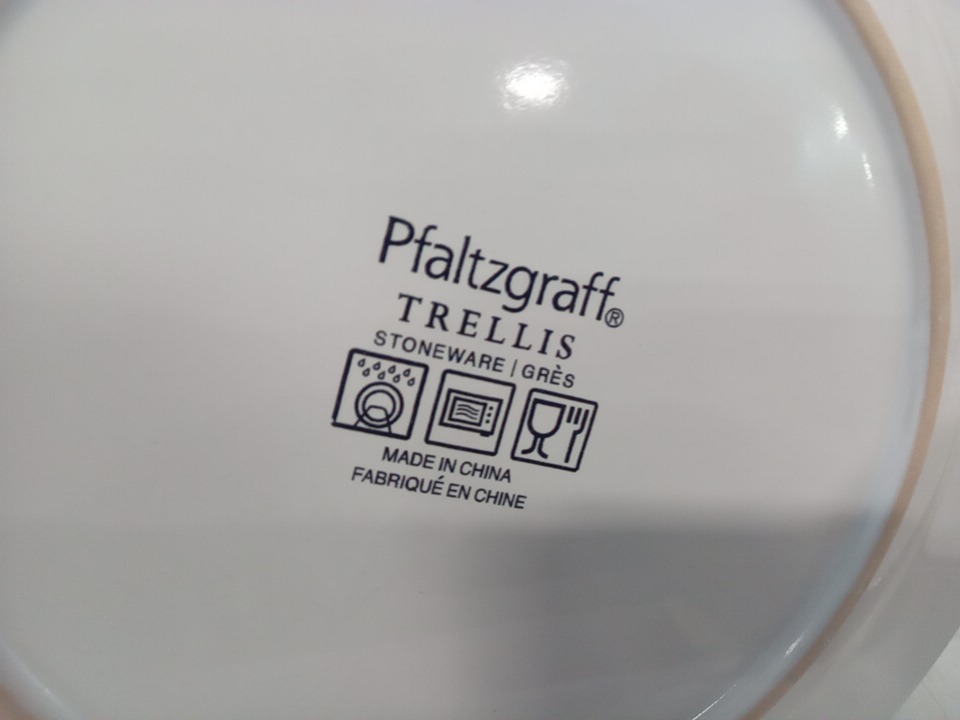 Pfaltzgraff®
TRELLIS
STONEWARE | GRÈS
MADE IN CHINA
FABRIQUÉ EN CHINE